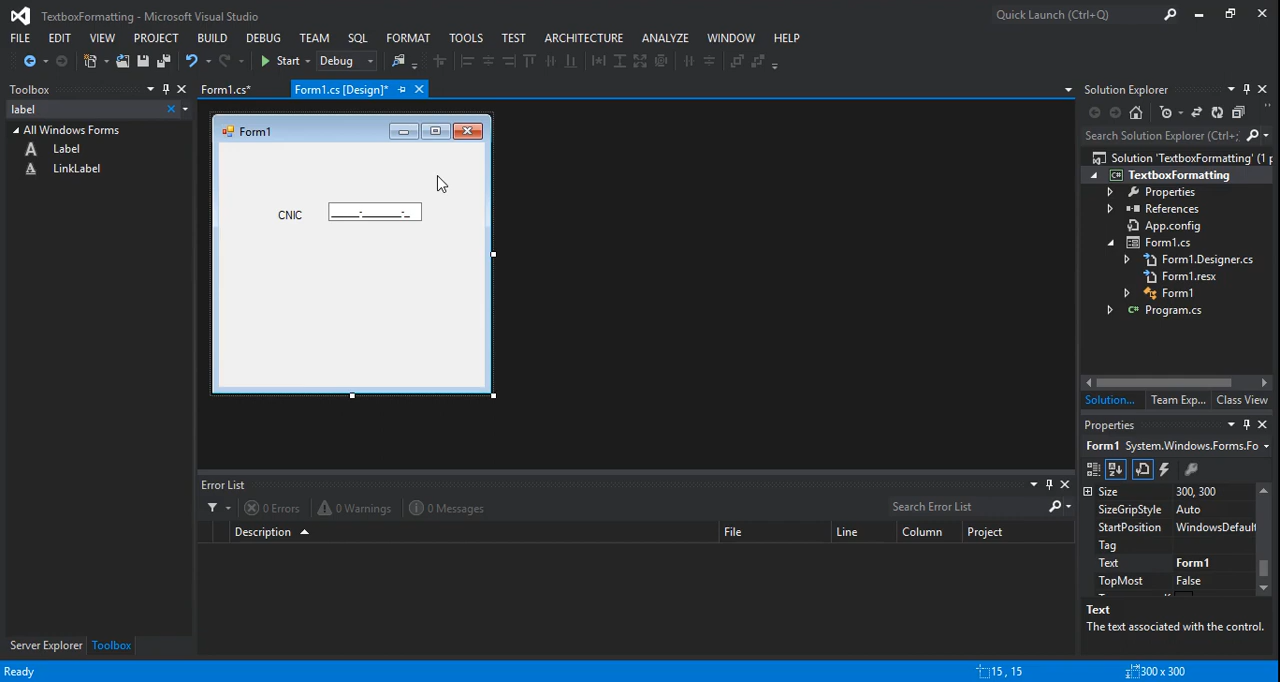 TextboxFormatting - Microsoft Visual Studio
Quick Launch (Ctrl+Q)
FILE EDIT VIEW PROJECT BUILD DEBUG TEAM SQL FORMAT TOOLS TEST ARCHITECTURE ANALYZE WINDOW HELP
Start Debug
Toolbox
label
All Windows Forms
Label
LinkLabel
Form1.cs* Form1.cs [Design]*
Form1
CNIC _____-_______-_
Solution Explorer
Search Solution Explorer (Ctrl+;
Solution 'TextboxFormatting' (1 p
TextboxFormatting
Properties
References
App.config
Form1.cs
Form1.Designer.cs
Form1.resx
Form1
Program.cs
Solution... Team Exp... Class View
Properties
Form1 System.Windows.Forms.Fo
Size 300, 300
SizeGripStyle Auto
StartPosition WindowsDefault
Tag
Text Form1
TopMost False
Text
The text associated with the control.
Error List
0 Errors 0 Warnings 0 Messages
Search Error List
Description File Line Column Project
Server Explorer Toolbox
Ready 15 , 15 300 x 300